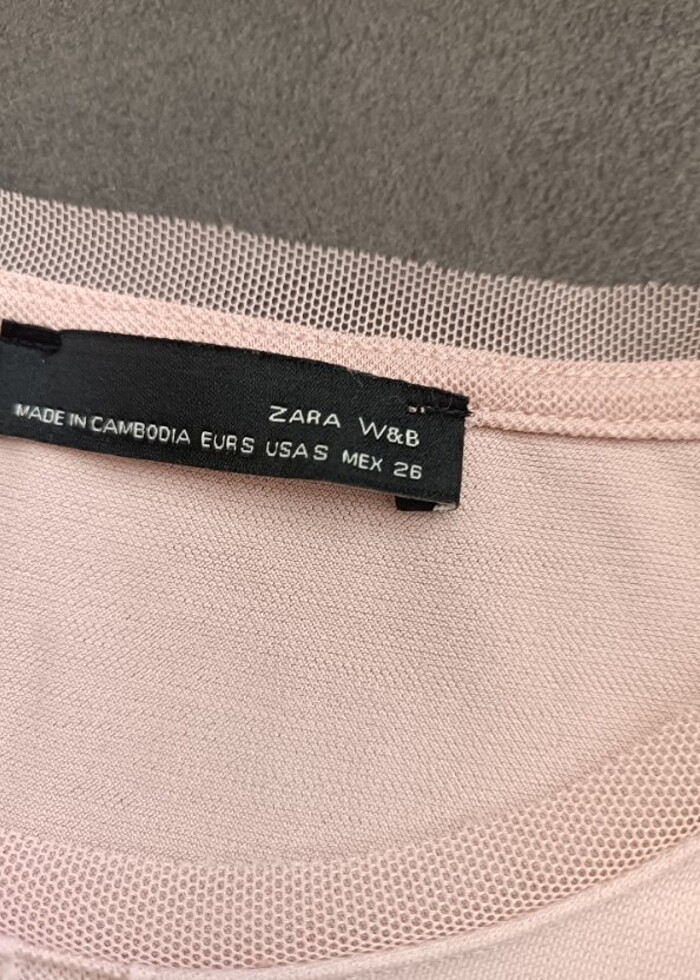 ZARA W&B
MADE IN CAMBODIA EUR S USA S MEX 26